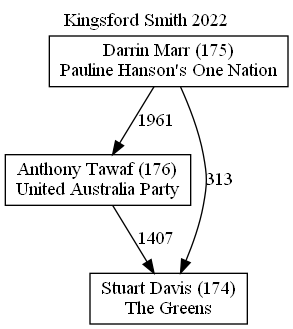 Kingsford Smith 2022
Darrin Marr (175)
Pauline Hanson's One Nation
1961
Anthony Tawaf (176)
United Australia Party
313
1407
Stuart Davis (174)
The Greens